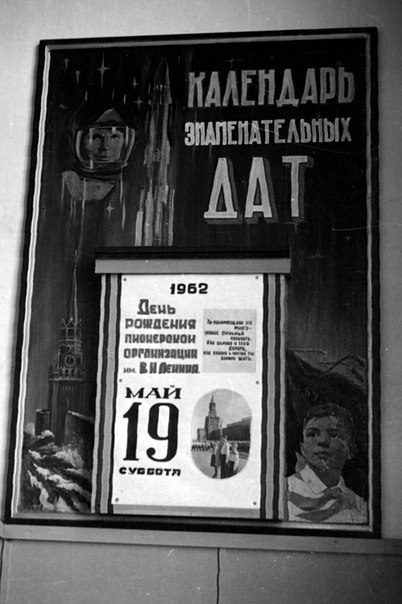 КАЛЕНДАРЬ
ЗНАМЕНАТЕЛЬНЫХ
ДАТ
1962
День
рождения
пионерской
организации
им. В.И Ленина.
МАЙ
19
СУББОТА